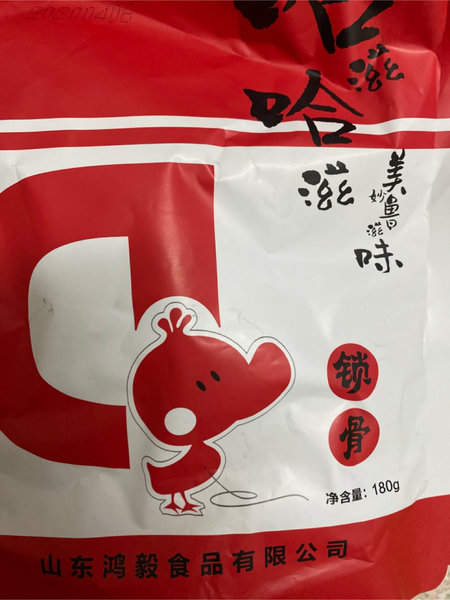 滋
哈滋
美妙鲁滋味
锁骨
净含量：180g
山东鸿毅食品有限公司